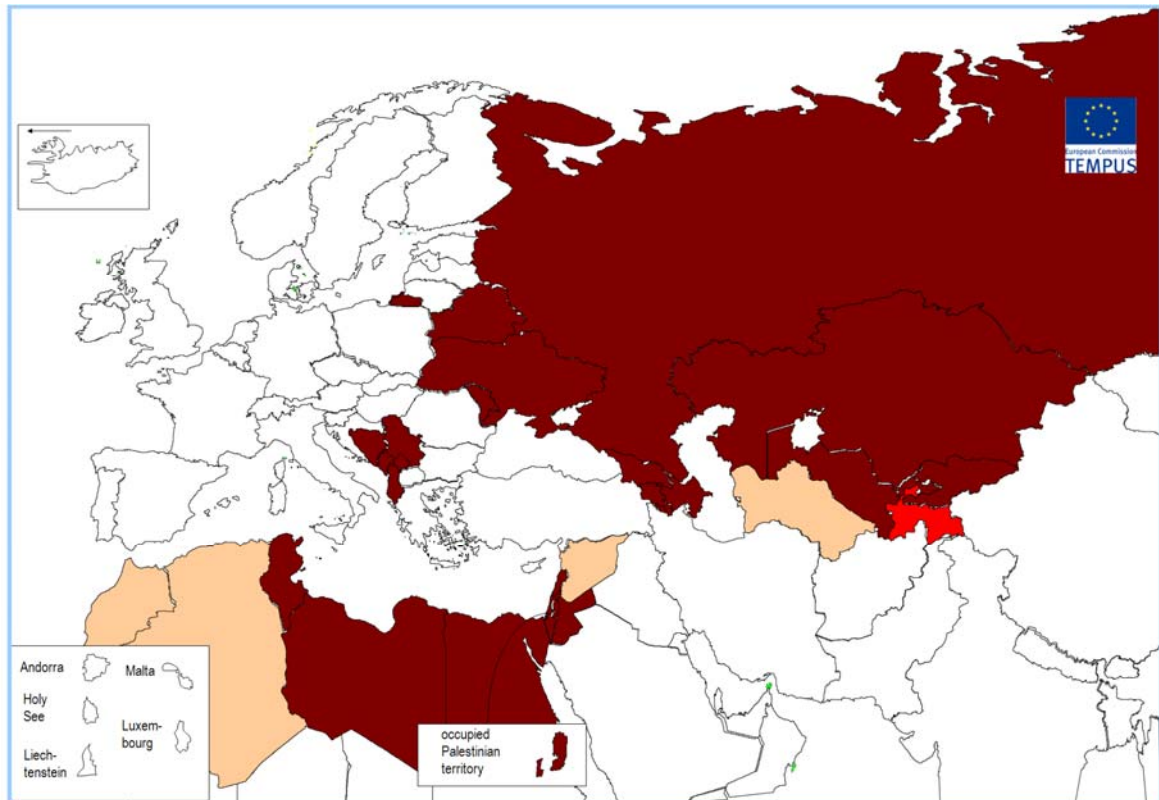 European Commission
TEMPUS
Andorra
Malta
Holy
See
Luxem-
bourg
Liech-
tenstein
occupied
Palestinian
territory